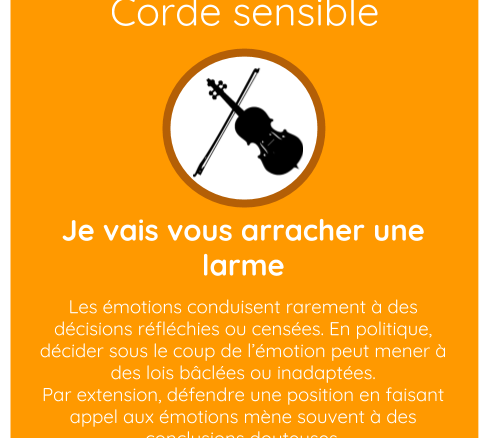 Corde sensible
Je vais vous arracher une
larme
Les émotions conduisent rarement à des
décisions réfléchies ou censées. En politique,
décider sous le coup de l'émotion peut mener à
des lois bâclées ou inadaptées.
Par extension, défendre une position en faisant
appel aux émotions mène souvent à des
conclusions douteuses